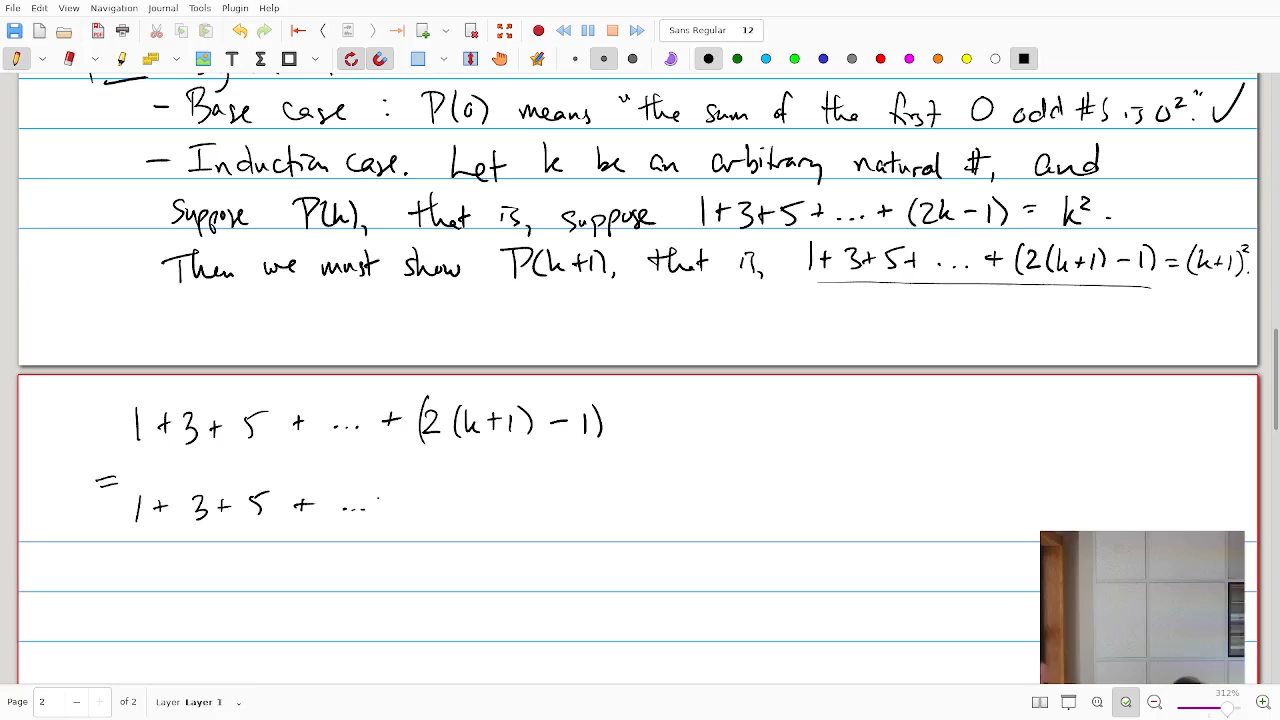 File Edit View Navigation Journal Tools Plugin Help
Sans Regular 12
- Base case : P(0) means "the sum of the first 0 odd #s is 0²." ✓
- Induction case. Let k be an arbitrary natural #, and
suppose P(k), that is, suppose 1+3+5+...+(2k-1) = k².
Then we must show P(k+1), that is, 1+3+5+...+(2(k+1)-1)=(k+1)².
1+3+5 + ... + (2(k+1)-1)
=
1+3+5 + ...
Page 2 of 2 Layer Layer 1 312%